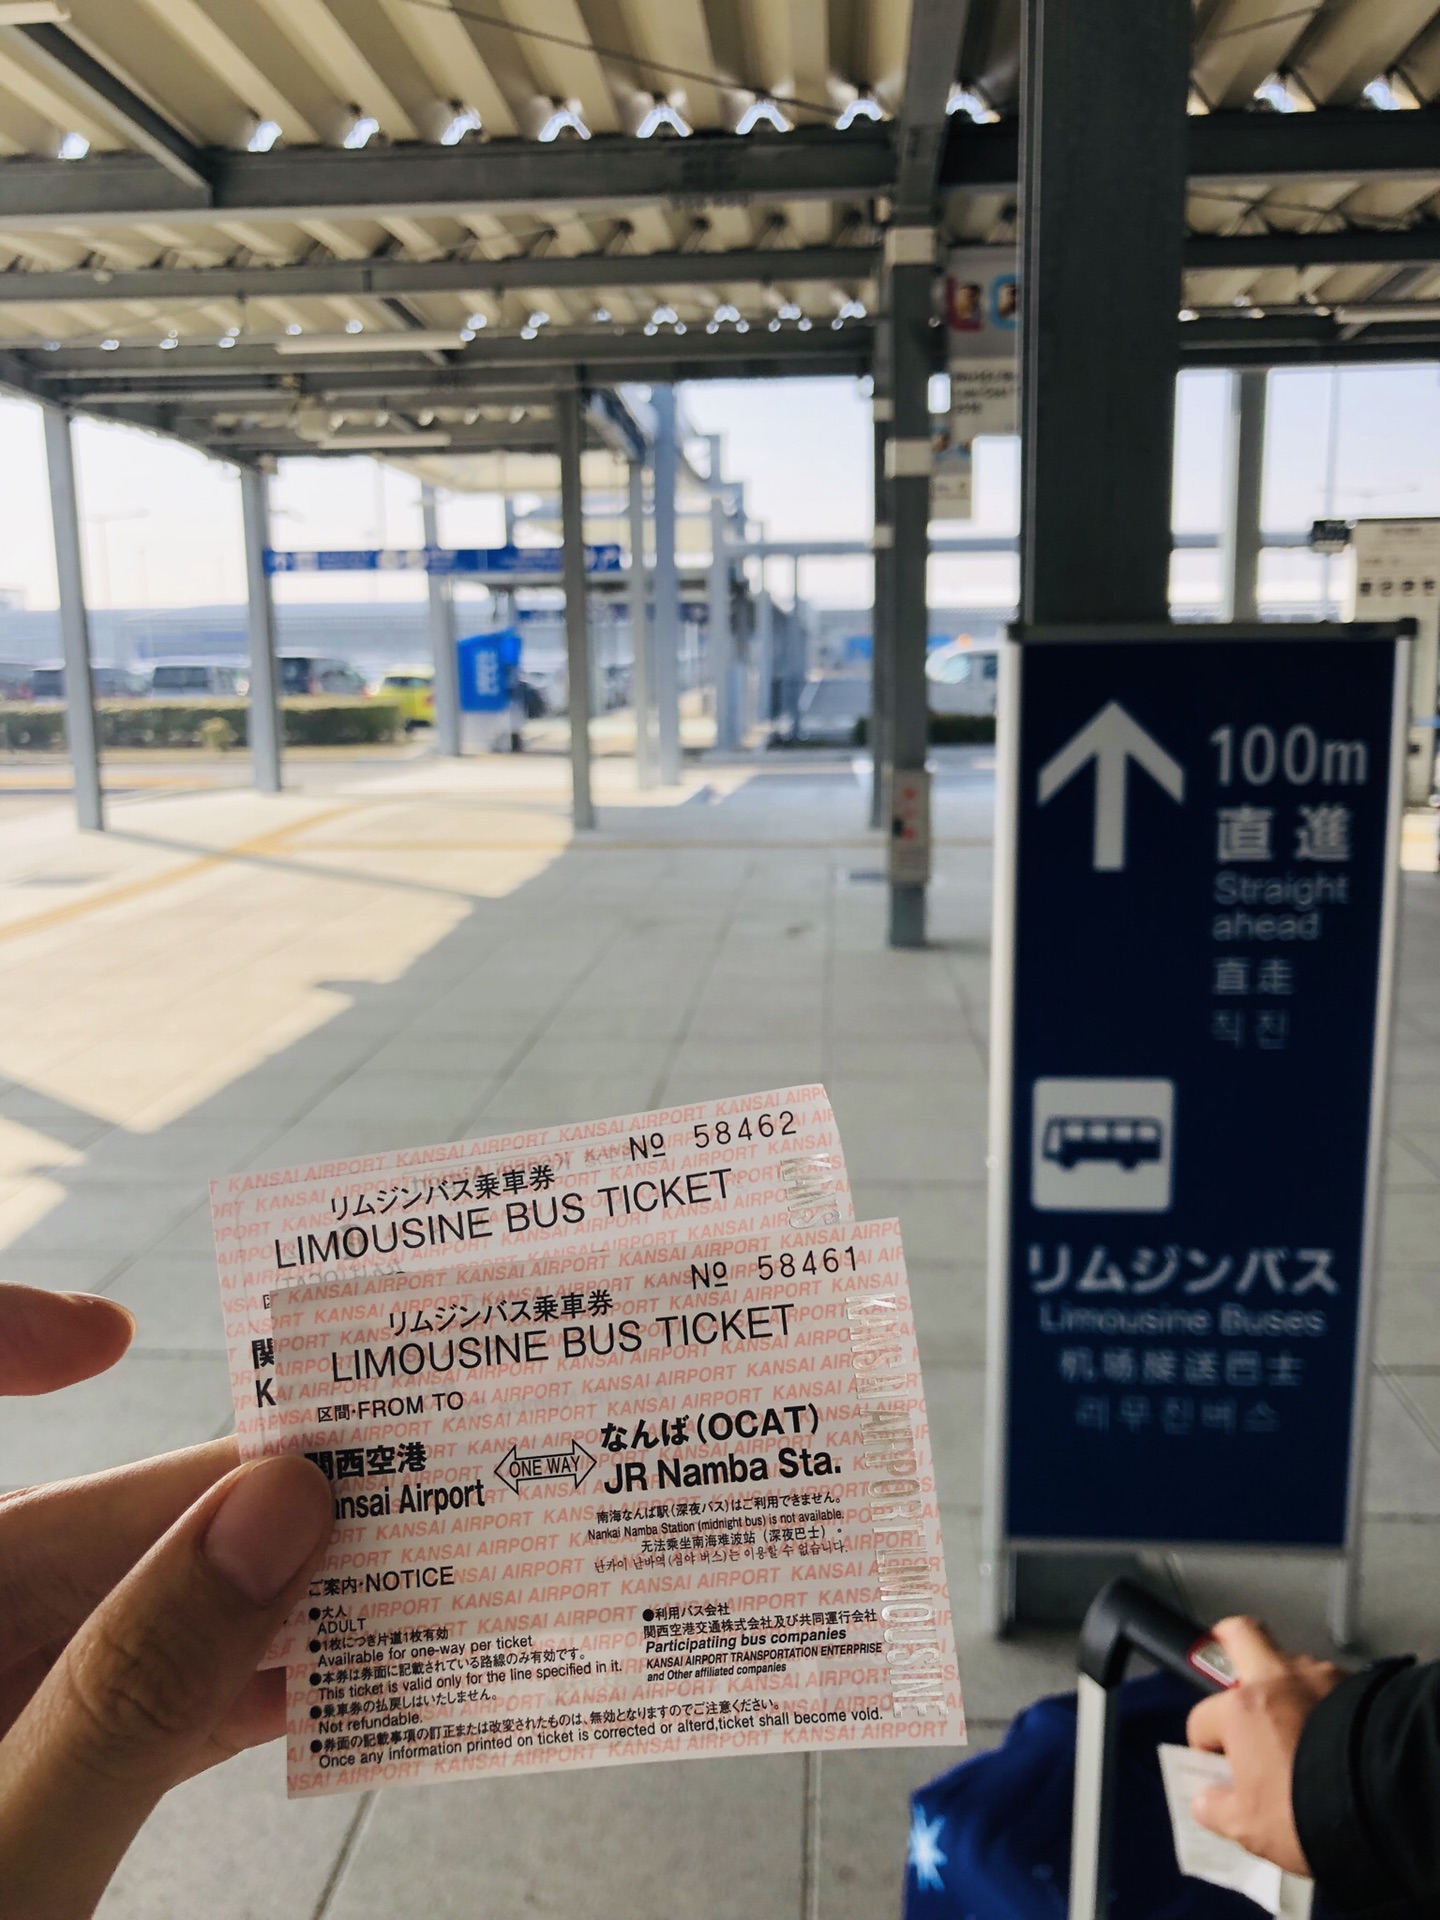 100m
直進
Straight
ahead
直走
직진
リムジンバス
Limousine Buses
机场接送巴士
리무진버스
KANSAI AIRPORT KANSAI AIRPORT KANSAI AIRPORT
No 58462
リムジンバス乗車券
LIMOUSINE BUS TICKET
関
K
No 58461
リムジンバス乗車券
LIMOUSINE BUS TICKET
区間・FROM TO
関西空港 ONE WAY なんば(OCAT)
ansai Airport JR Namba Sta.
南海なんば駅(深夜バス)はご利用できません。
Nankai Namba Station (midnight bus) is not available.
无法乘坐南海难波站（深夜巴士）。
난카이 난바역(심야 버스)는 이용할 수 없습니다.
ご案内・NOTICE
●大人
ADULT
●1枚につき片道1枚有効
Availrable for one-way per ticket
●本券は券面に記載されている路線のみ有効です。
This ticket is valid only for the line specified in it.
●乗車券の払戻しはいたしません。
Not refundable.
●券面の記載事項の訂正または改変されたものは、無効となりますのでご注意ください。
Once any information printed on ticket is corrected or alterd,ticket shall become void.
●利用バス会社
関西空港交通株式会社及び共同運行会社
Participatiing bus companies
KANSAI AIRPORT TRANSPORTATION ENTERPRISE
and Other affiliated companies
KANSAI AIRPORT LIMOUSINE